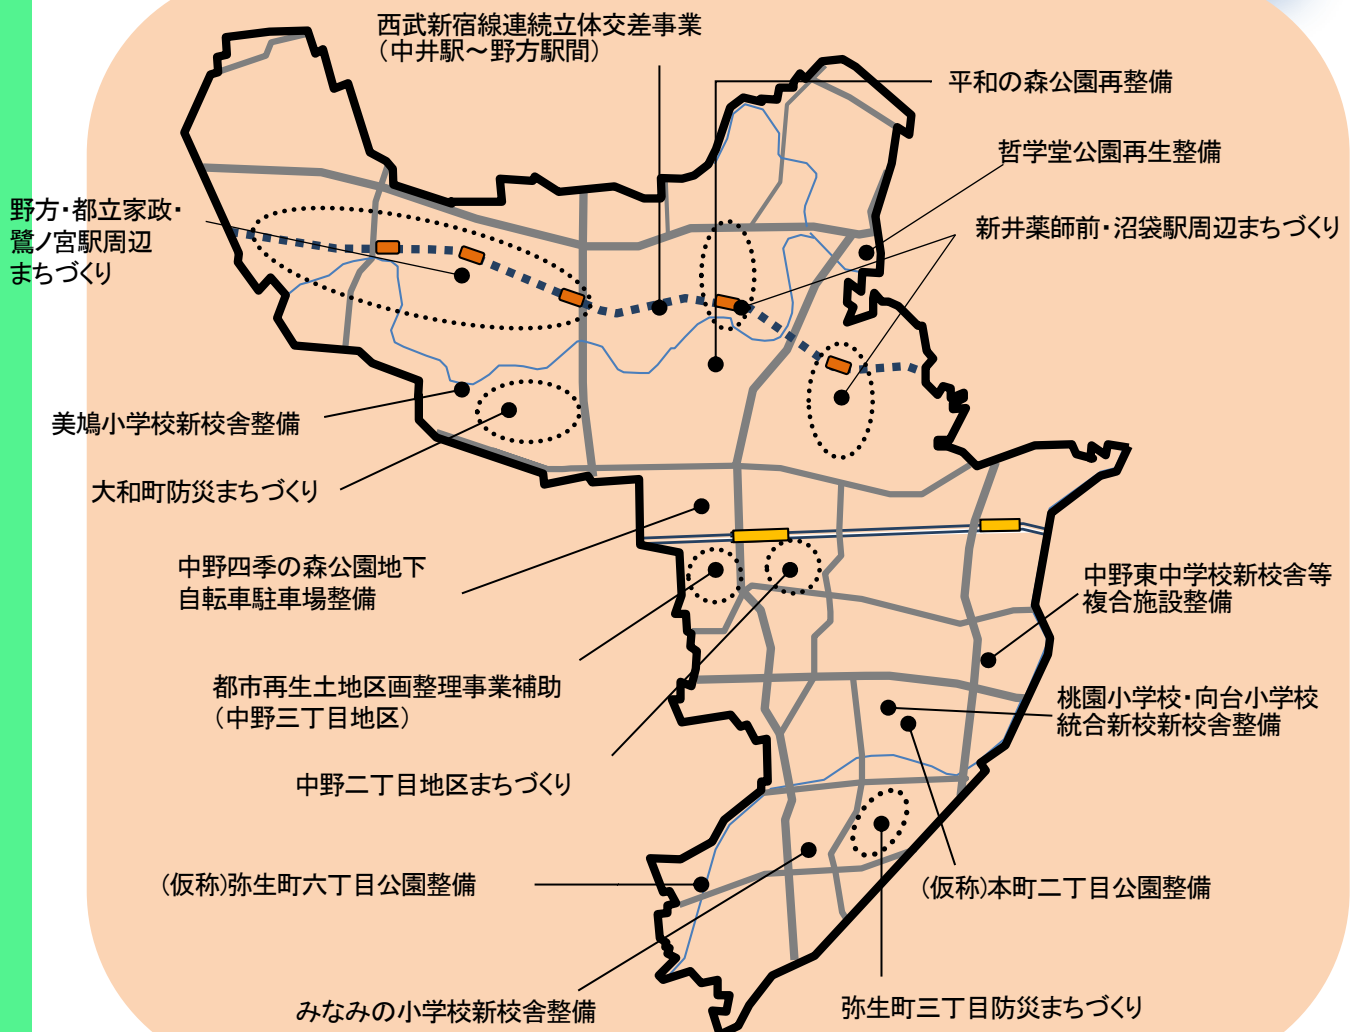 西武新宿線連続立体交差事業
（中井駅～野方駅間）
平和の森公園再整備
哲学堂公園再生整備
新井薬師前・沼袋駅周辺まちづくり
野方・都立家政・
鷺ノ宮駅周辺
まちづくり
美鳩小学校新校舎整備
大和町防災まちづくり
中野四季の森公園地下
自転車駐車場整備
中野東中学校新校舎等
複合施設整備
都市再生土地区画整理事業補助
（中野三丁目地区）
桃園小学校・向台小学校
統合新校新校舎整備
中野二丁目地区まちづくり
(仮称)弥生町六丁目公園整備
(仮称)本町二丁目公園整備
みなみの小学校新校舎整備
弥生町三丁目防災まちづくり